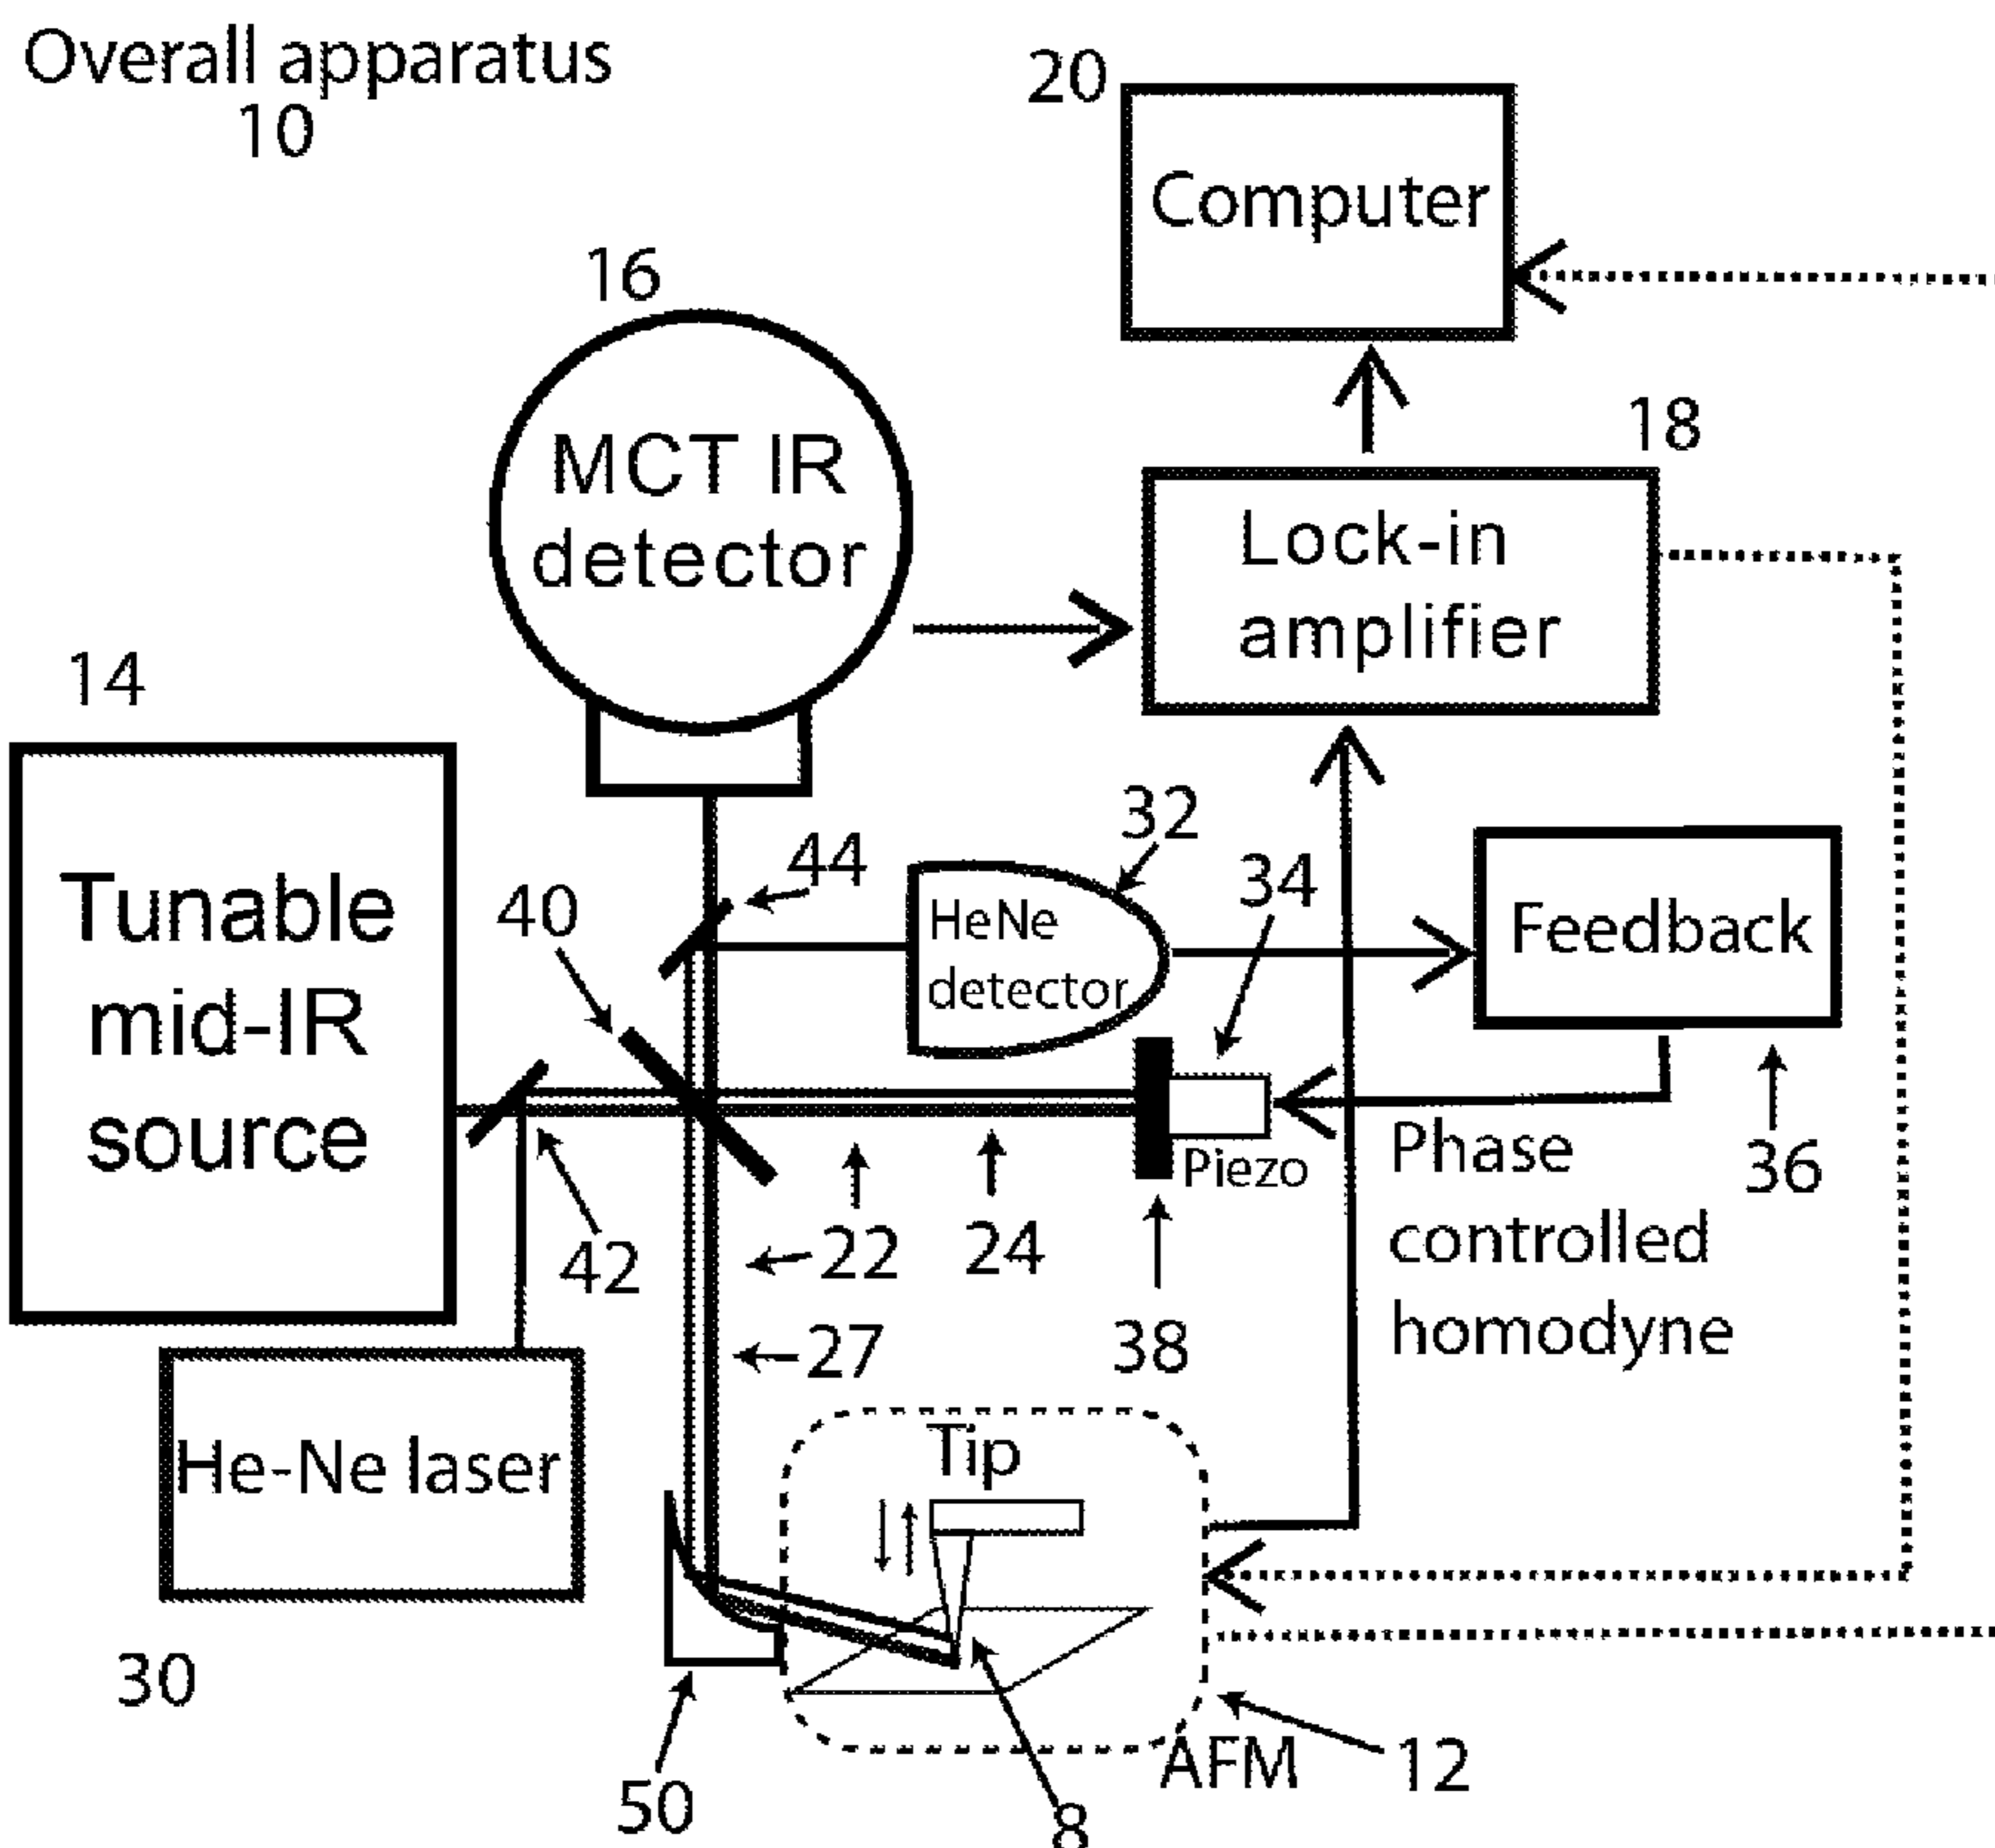 Overall apparatus
10
20
Computer
16
MCT IR
detector
18
Lock-in
amplifier
14
Tunable
mid-IR
source
40
44
32
HeNe
detector
34
Feedback
36
Piezo
Phase
controlled
homodyne
42
22
22
24
27
38
He-Ne laser
30
Tip
50
8
AFM
12